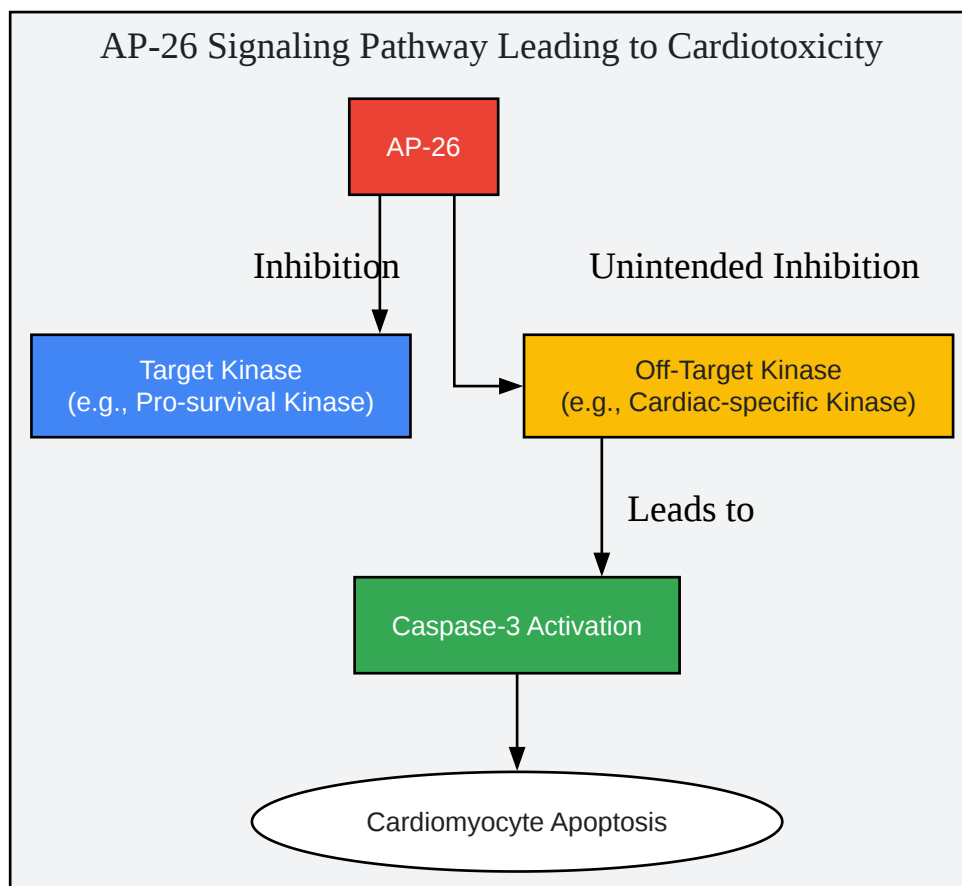 AP-26 Signaling Pathway Leading to Cardiotoxicity
AP-26
Inhibition
Unintended Inhibition
Target Kinase
(e.g., Pro-survival Kinase)
Off-Target Kinase
(e.g., Cardiac-specific Kinase)
Leads to
Caspase-3 Activation
Cardiomyocyte Apoptosis